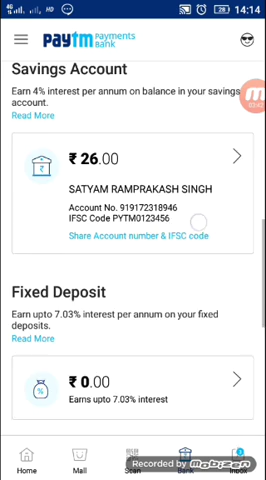 4G HD 28 14:14
paytm Payments Bank
Savings Account
Earn 4% interest per annum on balance in your savings
account.
Read More
₹ 26.00
SATYAM RAMPRAKASH SINGH
Account No. 919172318946
IFSC Code PYTM0123456
Share Account number & IFSC code
Fixed Deposit
Earn upto 7.03% interest per annum on your fixed
deposits.
Read More
₹ 0.00
Earns upto 7.03% interest
Home Mall Scan Bank Inbox
Recorded by MOBIZEN